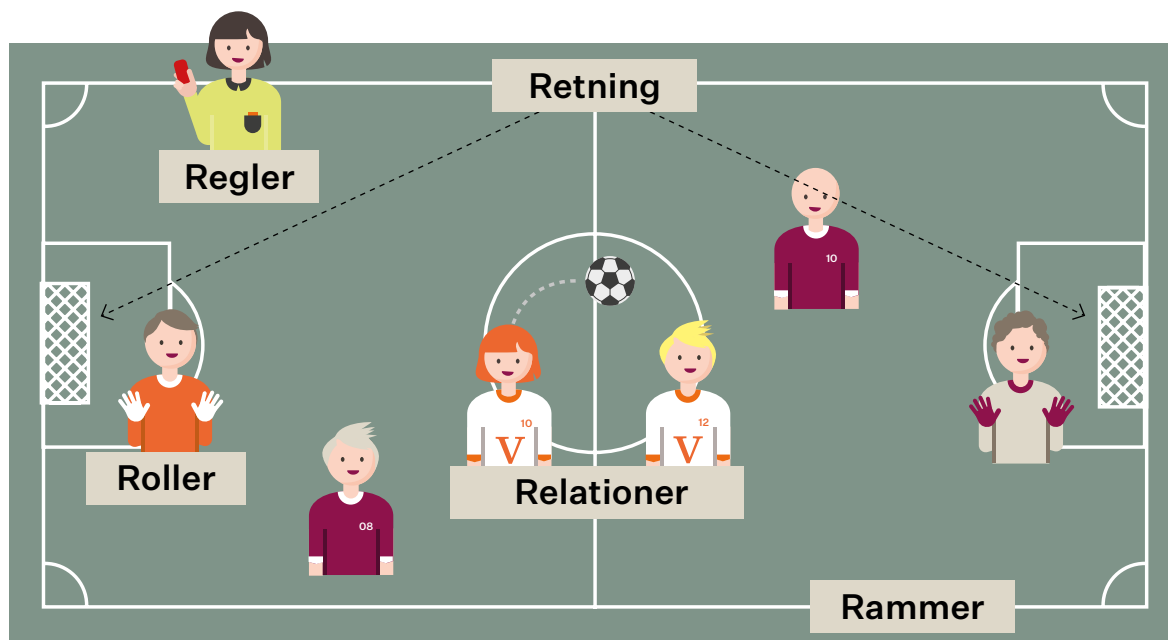 Retning
Regler
10
10
V
12
V
Roller
08
Relationer
Rammer